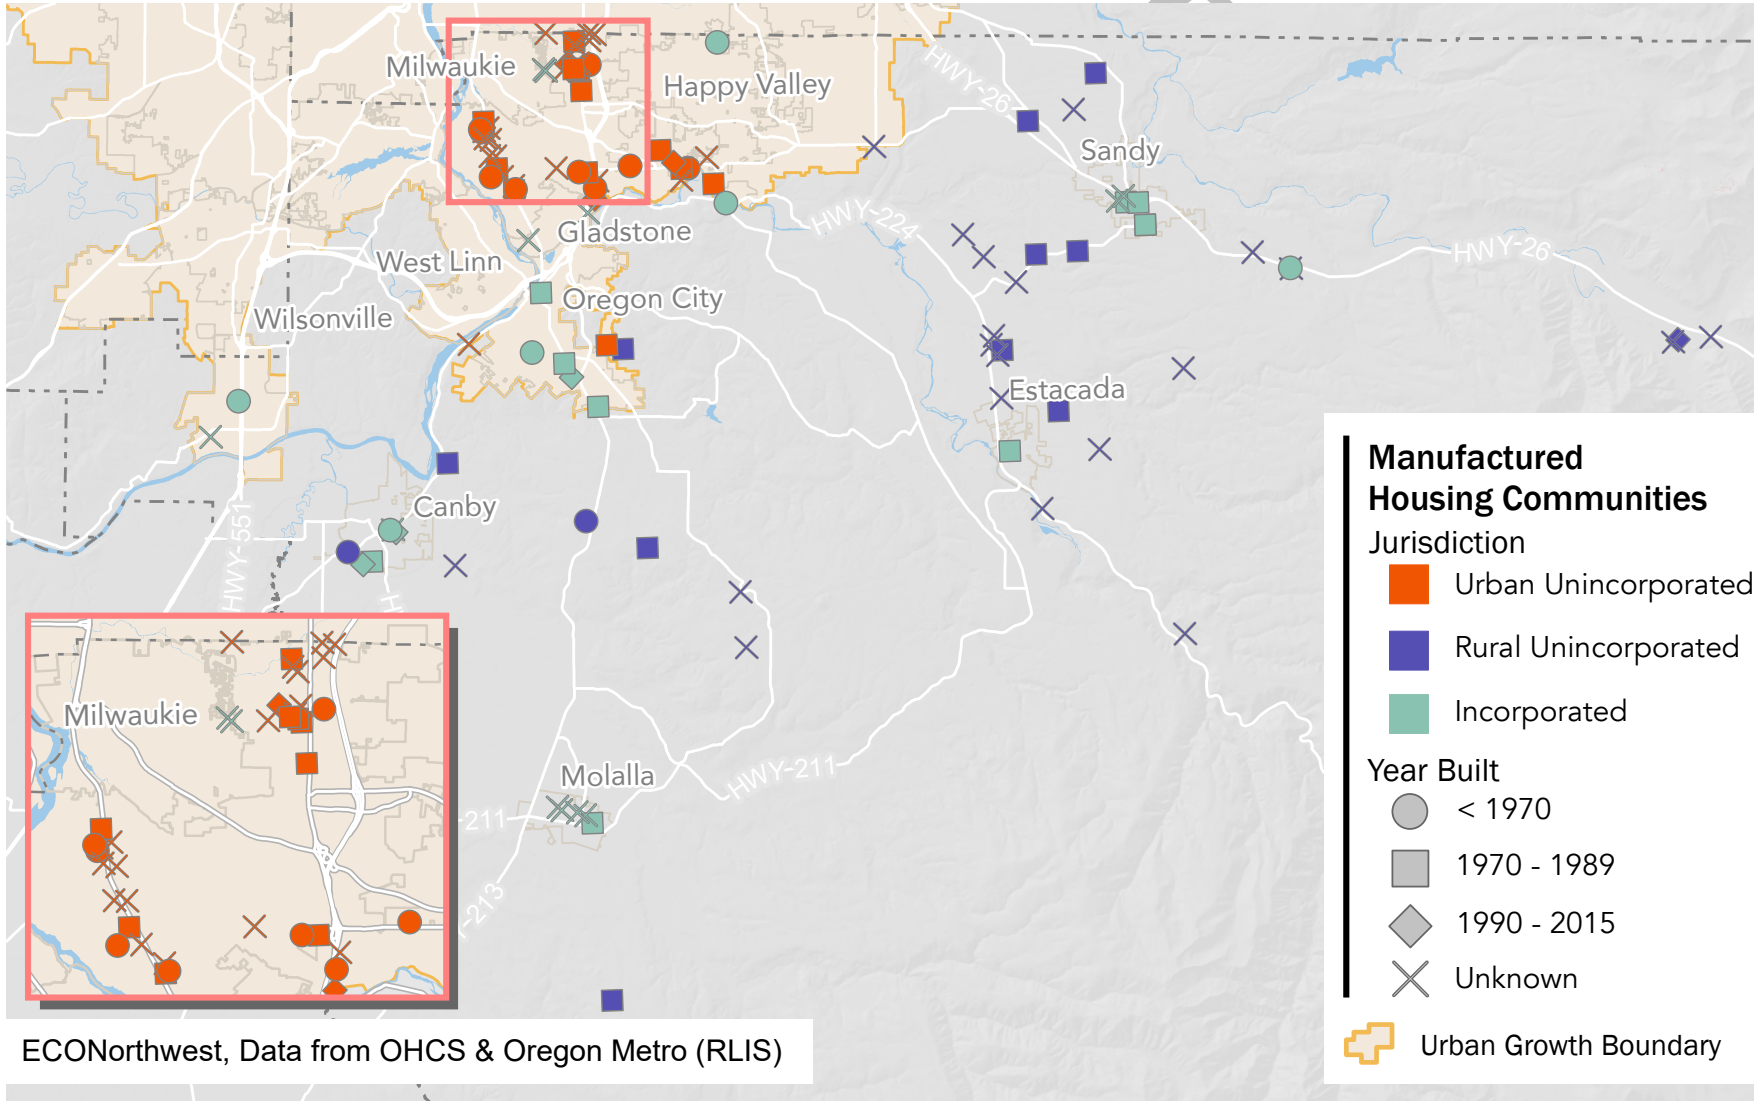 Milwaukie
Happy Valley
HWY-26
Sandy
HWY-224
Gladstone
West Linn
HWY-26
Oregon City
Wilsonville
Estacada
Canby
HWY-551
H
Milwaukie
Molalla
HWY-211
-211
-213
Manufactured
Housing Communities
Jurisdiction
Urban Unincorporated
Rural Unincorporated
Incorporated
Year Built
< 1970
1970 - 1989
1990 - 2015
Unknown
Urban Growth Boundary
ECONorthwest, Data from OHCS & Oregon Metro (RLIS)